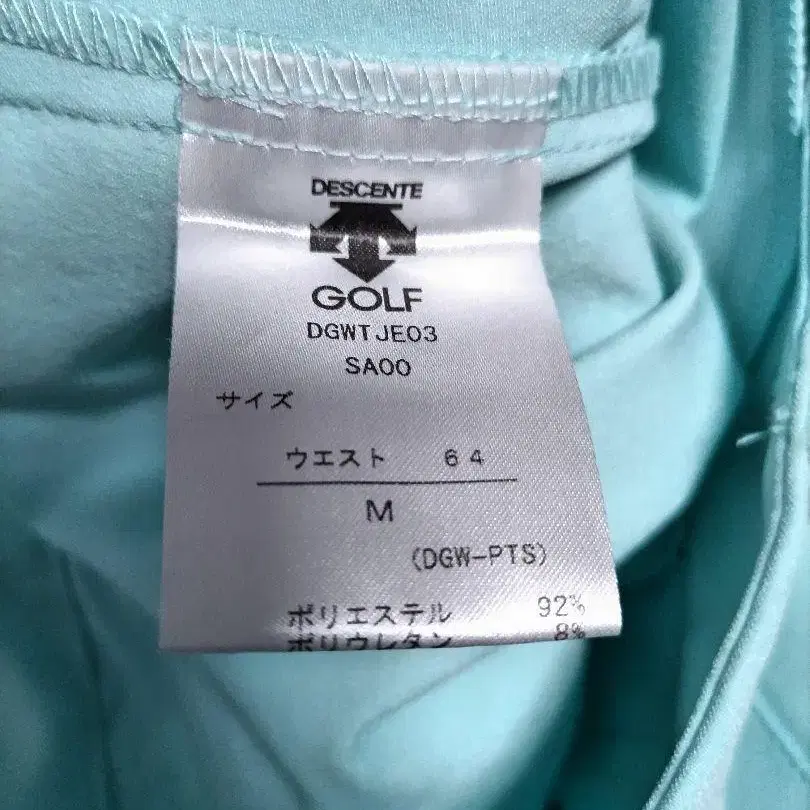 DESCENTE
GOLF
DGWTJE03
SA00
サイズ
ウエスト 64
M
(DGW-PTS)
ポリエステル 92%
ポリウレタン 8%